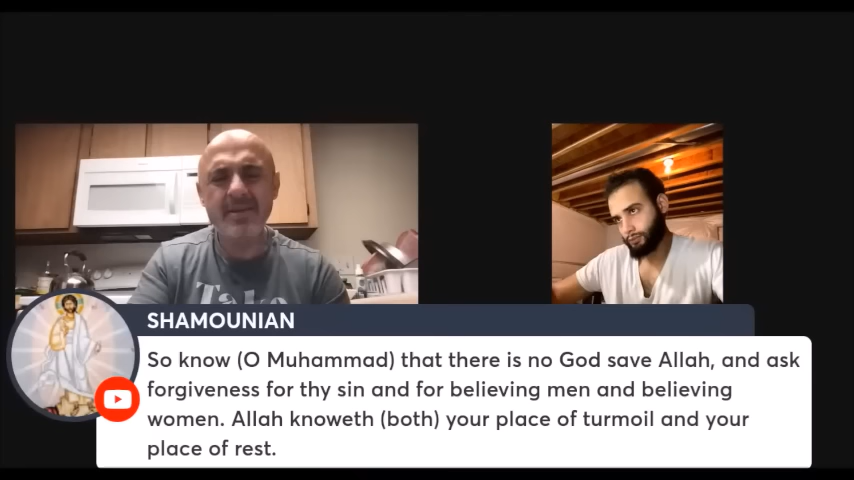 Take
SHAMOUNIAN
So know (O Muhammad) that there is no God save Allah, and ask
forgiveness for thy sin and for believing men and believing
women. Allah knoweth (both) your place of turmoil and your
place of rest.